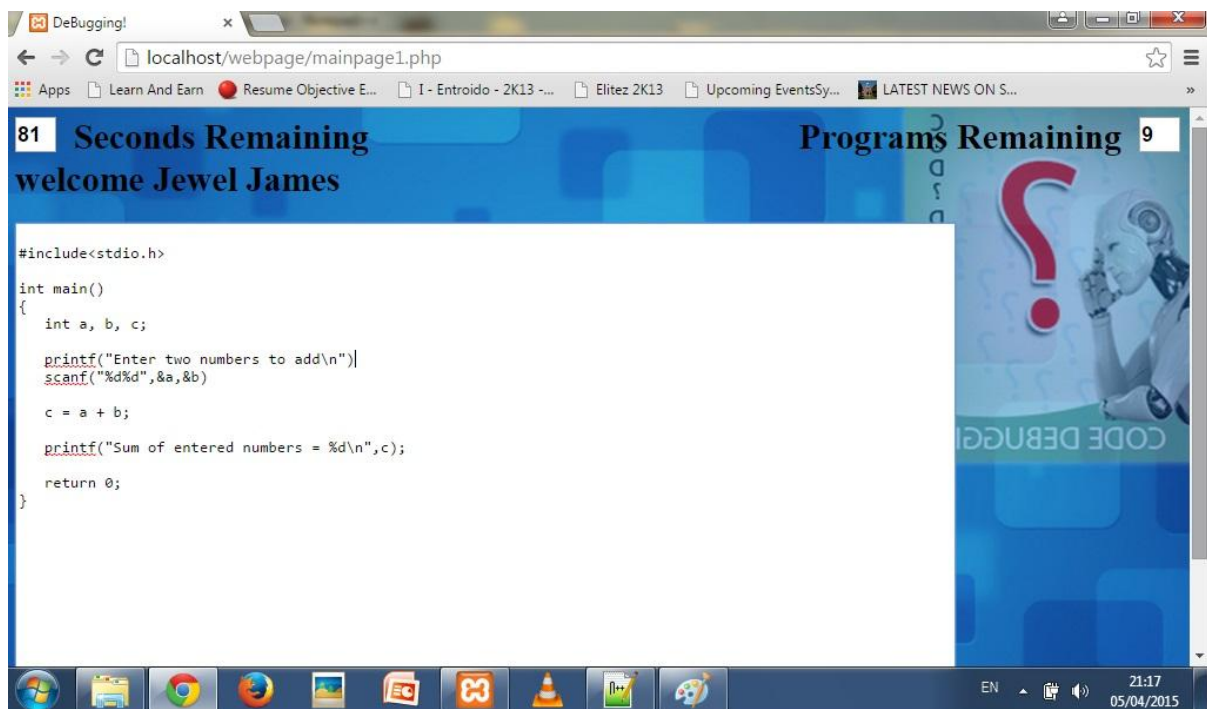 DeBugging!
localhost/webpage/mainpage1.php
Apps Learn And Earn Resume Objective E... I - Entroido - 2K13 -... Elitez 2K13 Upcoming EventsSy... LATEST NEWS ON S... »
81 Seconds Remaining Programs Remaining 9
welcome Jewel James
#include<stdio.h>
int main()
{
int a, b, c;
printf("Enter two numbers to add\n")
scanf("%d%d",&a,&b)
c = a + b;
printf("Sum of entered numbers = %d\n",c);
return 0;
}
CODE DEBUGGI
EN 21:17
05/04/2015